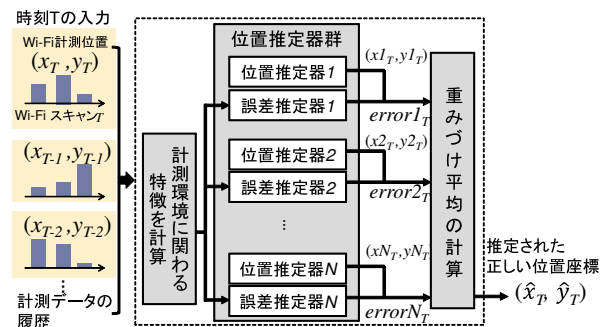 時刻Tの入力
Wi-Fi計測位置
(x_T, y_T)
Wi-Fi スキャン_T
(x_{T-1}, y_{T-1})
(x_{T-2}, y_{T-2})
⋮
計測データの
履歴
計測環境に関わる
特徴を計算
位置推定器群
位置推定器1
誤差推定器1
位置推定器2
誤差推定器2
⋮
位置推定器N
誤差推定器N
(x1_T, y1_T)
error1_T
(x2_T, y2_T)
error2_T
(xN_T, yN_T)
errorN_T
重みづけ平均の計算
推定された
正しい位置座標
(x̂_T, ŷ_T)